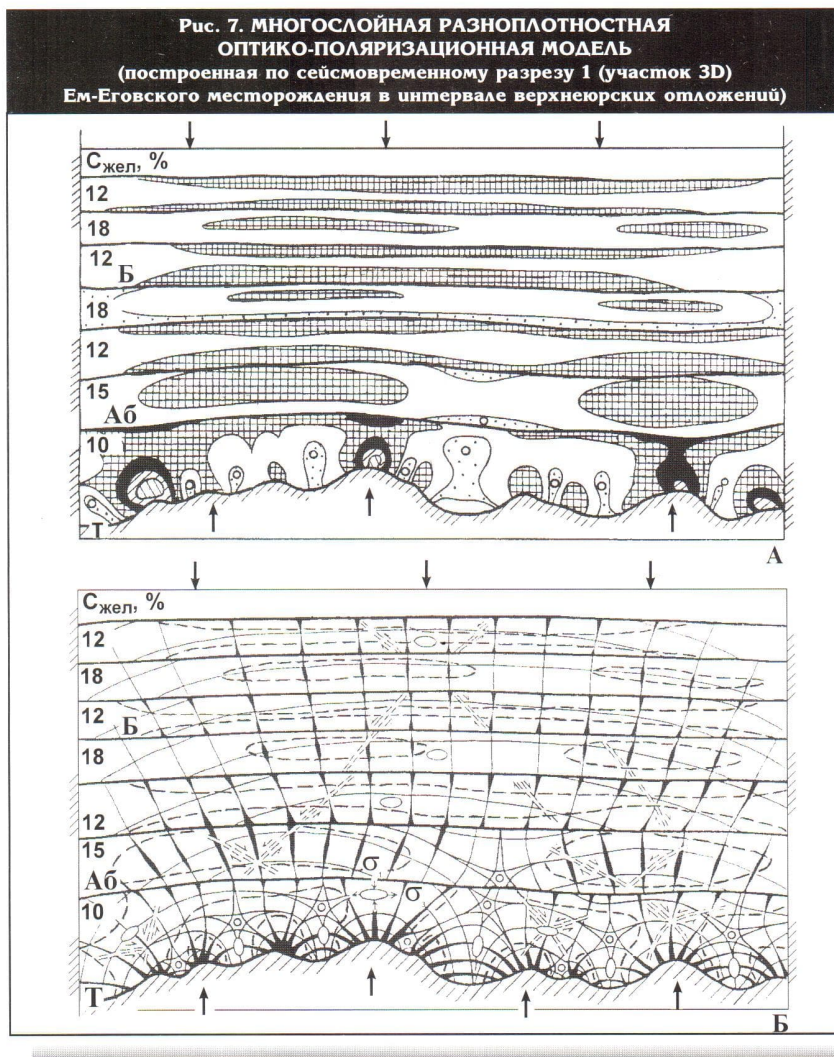 Рис. 7. МНОГОСЛОЙНАЯ РАЗНОПЛОТНОСТНАЯ
ОПТИКО-ПОЛЯРИЗАЦИОННАЯ МОДЕЛЬ
(построенная по сейсмовременному разрезу 1 (участок 3D)
Ем-Еговского месторождения в интервале верхнеюрских отложений)
Сжел, %
12
18
12
Б
18
12
15
Аб
10
Т
А
Сжел, %
12
18
12
Б
18
12
15
σ
Аб
σ
10
Т
Б